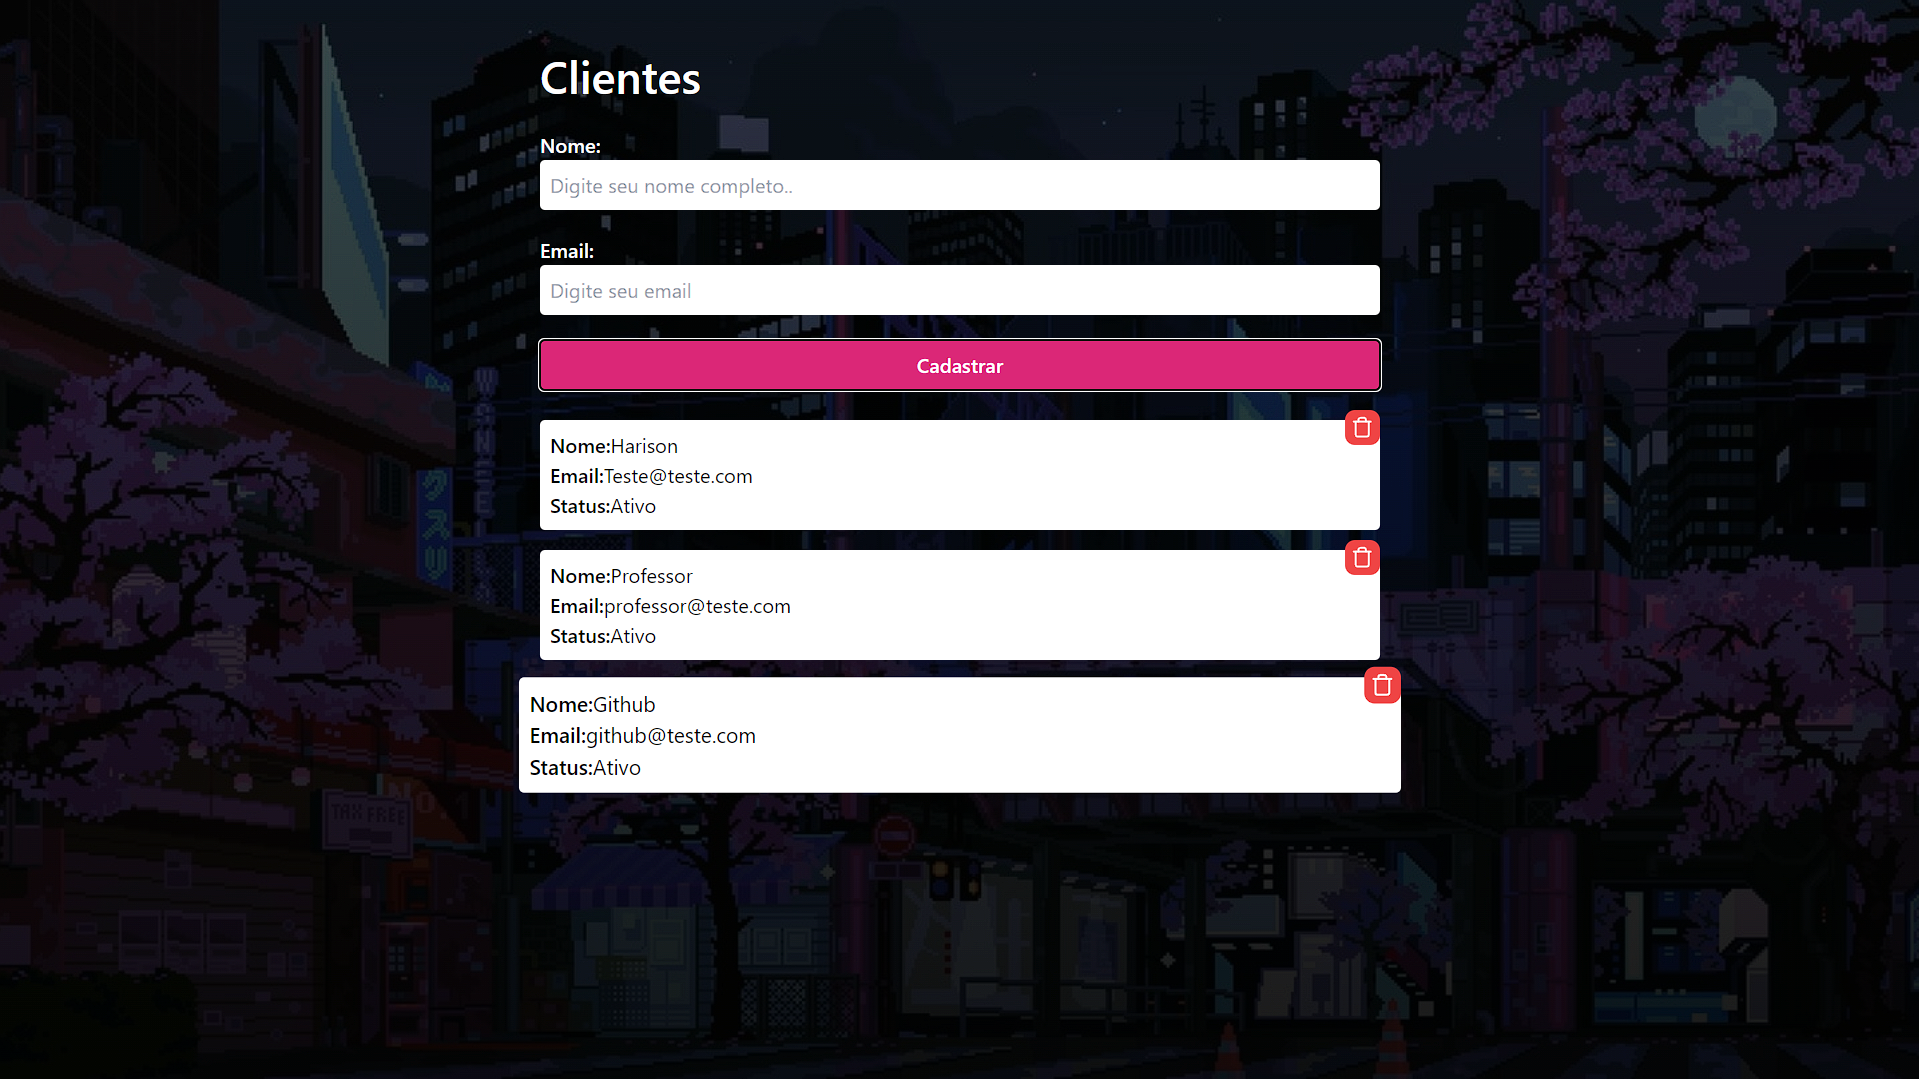 Clientes
Nome:
Digite seu nome completo..
Email:
Digite seu email
Cadastrar
Nome:Harison
Email:Teste@teste.com
Status:Ativo
Nome:Professor
Email:professor@teste.com
Status:Ativo
Nome:Github
Email:github@teste.com
Status:Ativo
TAX FREE